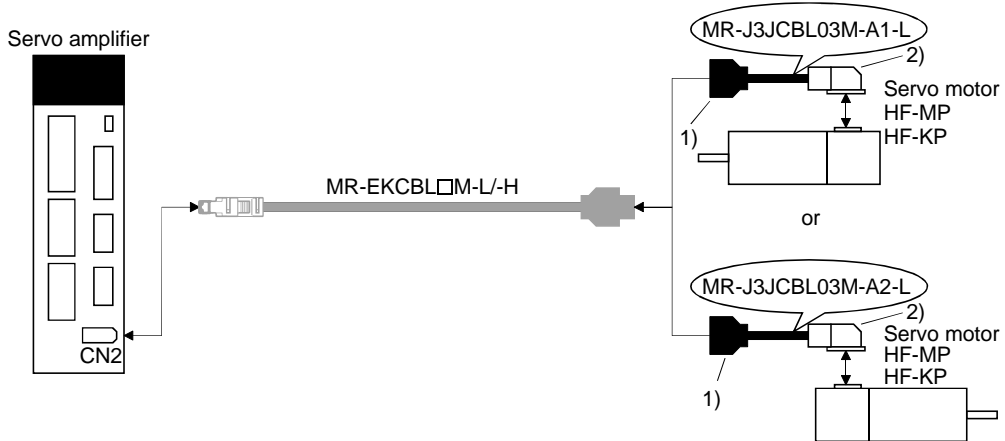 Servo amplifier
MR-J3JCBL03M-A1-L
2)
Servo motor
HF-MP
HF-KP
1)
MR-EKCBL□M-L/-H
or
MR-J3JCBL03M-A2-L
2)
Servo motor
HF-MP
HF-KP
CN2
1)